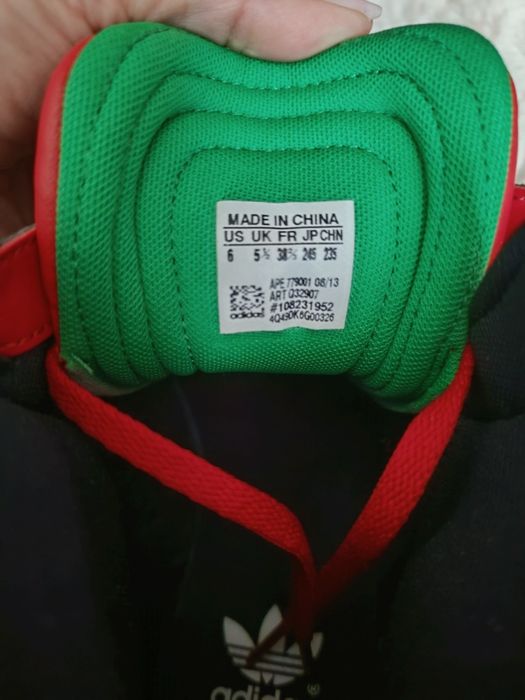 MADE IN CHINA
US UK FR JP CHN
6 5½ 38⅔ 245 235
APE 779001 08/13
ART Q32907
#108231952
adidas 4Q49DK6G00326
adidas®